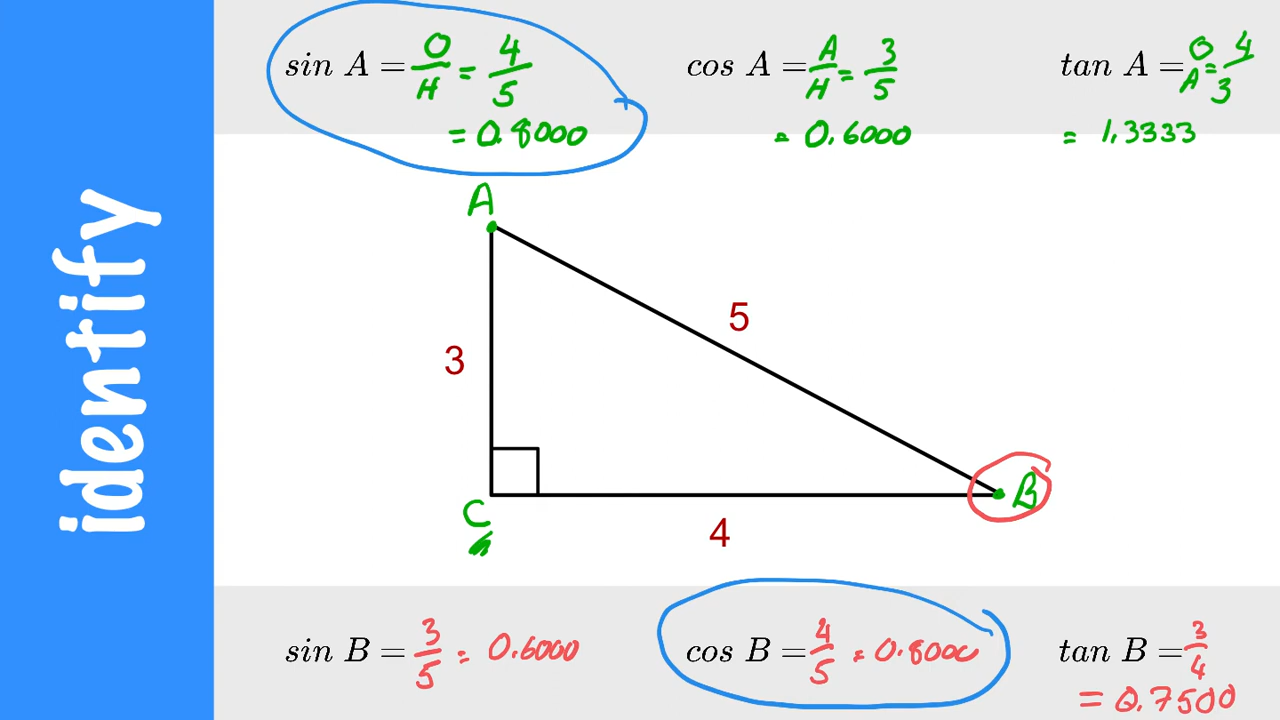 identify
sin A = O/H = 4/5
= 0.8000
cos A = A/H = 3/5
= 0.6000
tan A = O/A = 4/3
= 1.3333
A
3
5
C
4
B
sin B = 3/5 = 0.6000
cos B = 4/5 = 0.8000
tan B = 3/4
= 0.7500